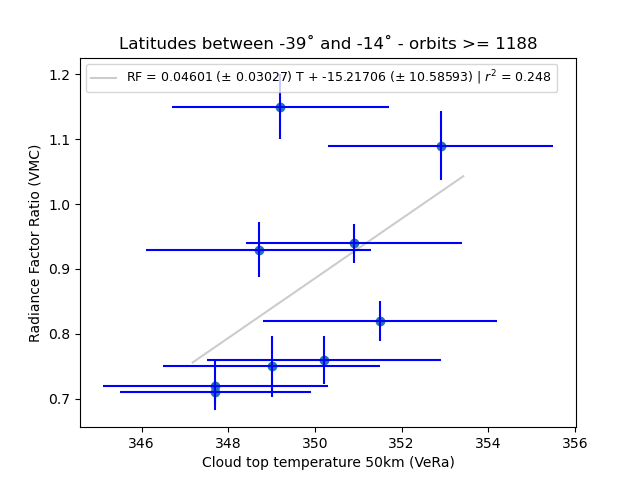 Latitudes between -39˚ and -14˚ - orbits >= 1188
RF = 0.04601 (± 0.03027) T + -15.21706 (± 10.58593) | r² = 0.248
1.2
1.1
1.0
0.9
0.8
0.7
Radiance Factor Ratio (VMC)
346 348 350 352 354 356
Cloud top temperature 50km (VeRa)